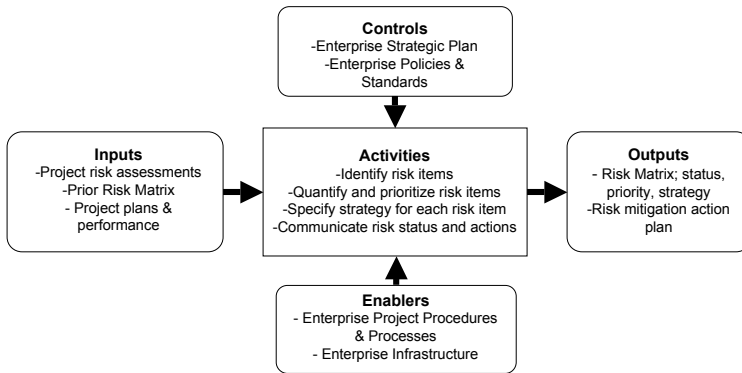 Controls
-Enterprise Strategic Plan
-Enterprise Policies &
Standards
Inputs
-Project risk assessments
-Prior Risk Matrix
- Project plans &
performance
Activities
-Identify risk items
-Quantify and prioritize risk items
-Specify strategy for each risk item
-Communicate risk status and actions
Outputs
- Risk Matrix; status,
priority, strategy
-Risk mitigation action
plan
Enablers
- Enterprise Project Procedures
& Processes
- Enterprise Infrastructure